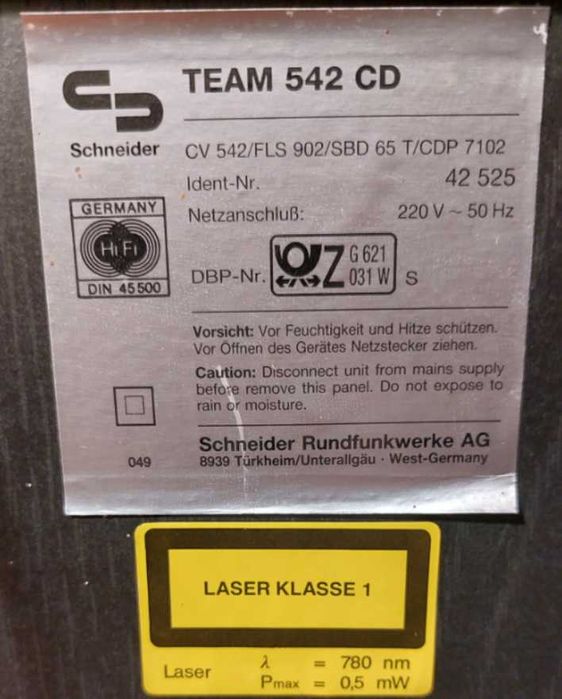 TEAM 542 CD
Schneider
CV 542/FLS 902/SBD 65 T/CDP 7102
Ident-Nr. 42 525
Netzanschluß: 220 V ~ 50 Hz
GERMANY
HiFi
DIN 45500
DBP-Nr. Z G 621 031 W S
Vorsicht: Vor Feuchtigkeit und Hitze schützen.
Vor Öffnen des Gerätes Netzstecker ziehen.
Caution: Disconnect unit from mains supply
before remove this panel. Do not expose to
rain or moisture.
049
Schneider Rundfunkwerke AG
8939 Türkheim/Unterallgäu · West-Germany
LASER KLASSE 1
Laser λ = 780 nm
Pmax = 0,5 mW